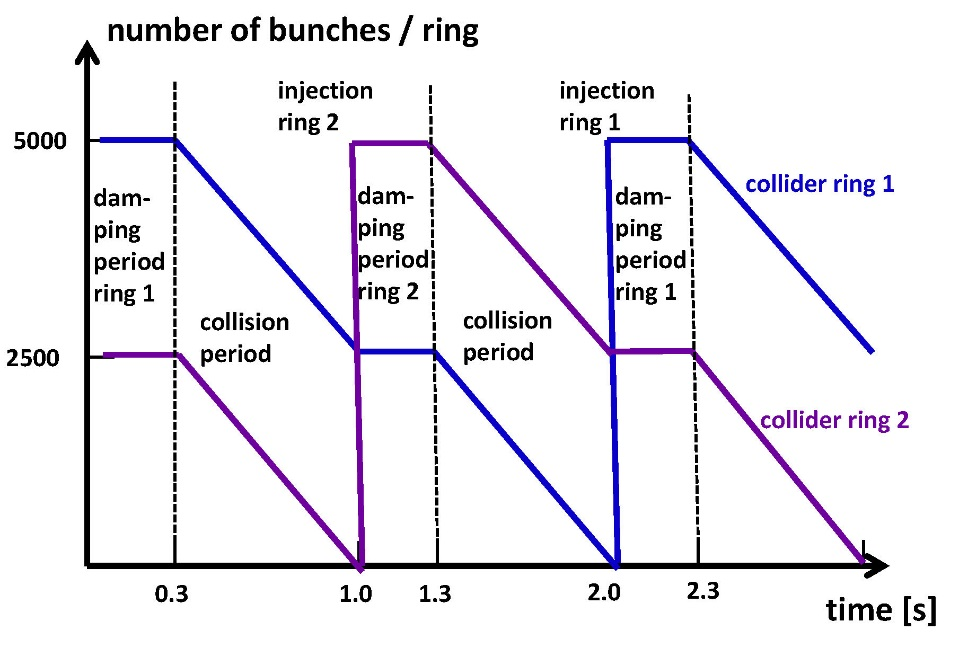 number of bunches / ring
injection
ring 2
injection
ring 1
5000
collider ring 1
dam-
ping
period
ring 1
dam-
ping
period
ring 2
dam-
ping
period
ring 1
collision
period
collision
period
2500
collider ring 2
0.3
1.0
1.3
2.0
2.3
time [s]